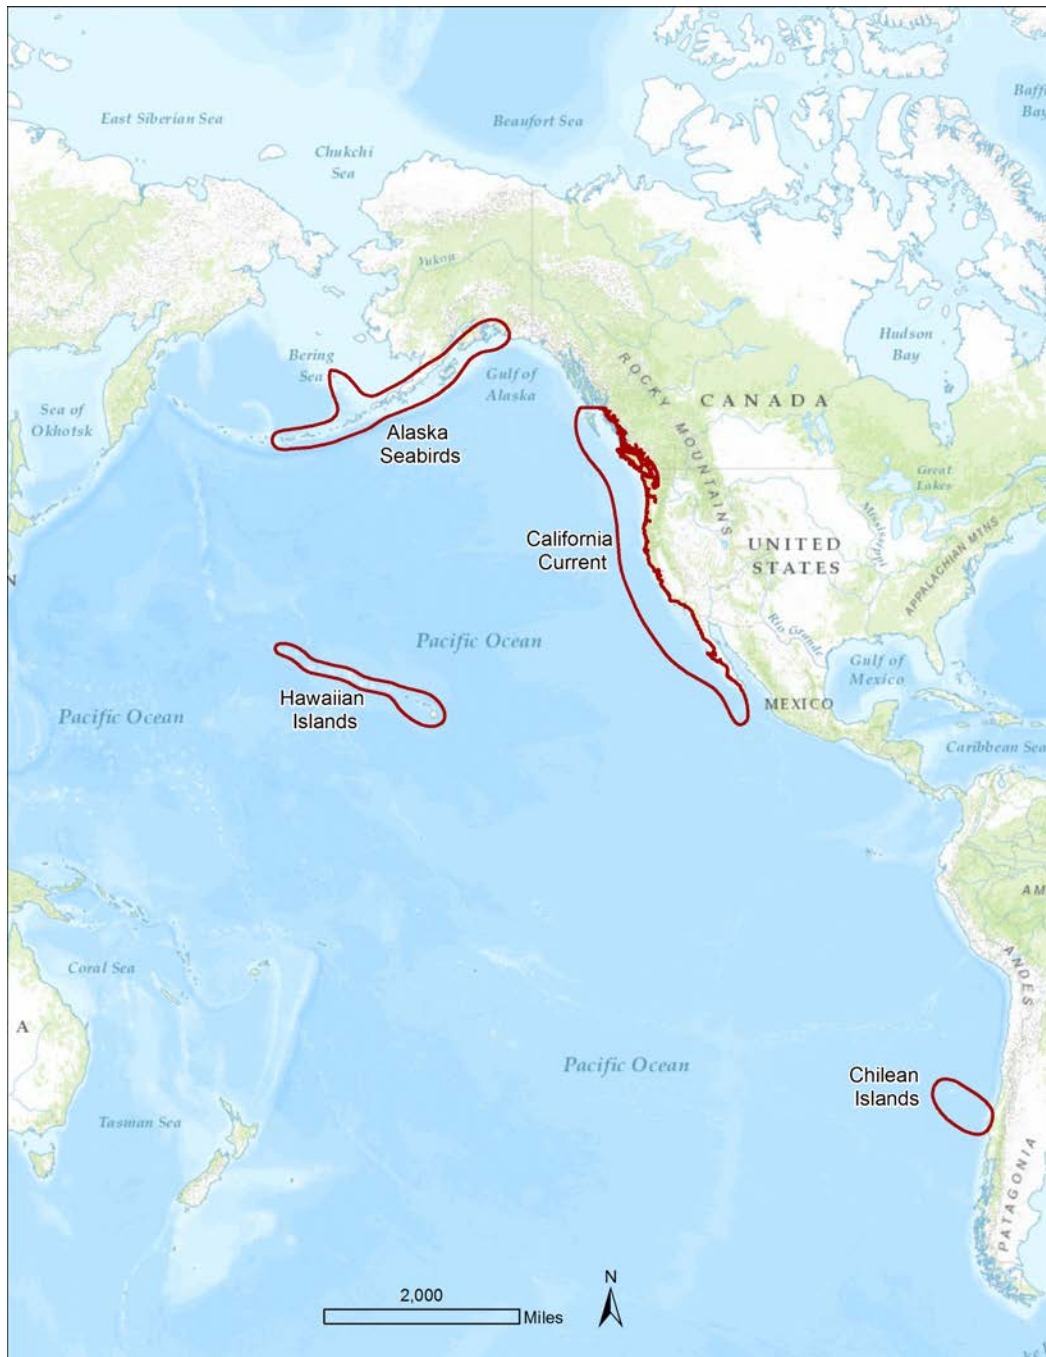 East Siberian Sea
Beaufort Sea
Chukchi
Sea
Yukon
Bering
Sea
Sea of
Okhotsk
Gulf of
Alaska
Alaska
Seabirds
Hudson
Bay
ROCKY MOUNTAINS
CANADA
Great
Lakes
Mississippi
California
Current
UNITED
STATES
APPALACHIAN MTNS
N
Rio Grande
Pacific Ocean
Gulf of
Mexico
Hawaiian
Islands
MEXICO
Pacific Ocean
Caribbean Sea
AM
ANDES
Coral Sea
A
Pacific Ocean
Chilean
Islands
Tasman Sea
PATAGONIA
N
2,000
Miles